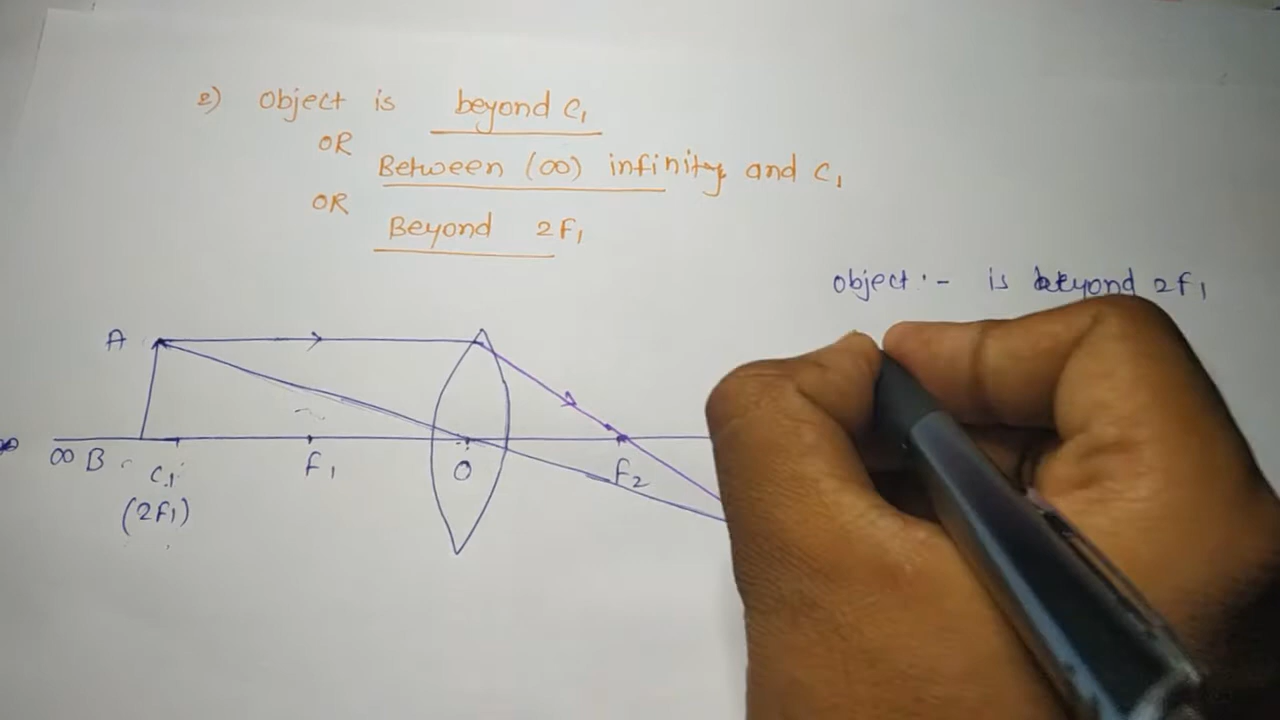 2) Object is beyond C₁
OR
Between (∞) infinity and C₁
OR
Beyond 2F₁
object :- is beyond 2f₁
A
∞ B C₁ F₁ O F₂
(2F₁)